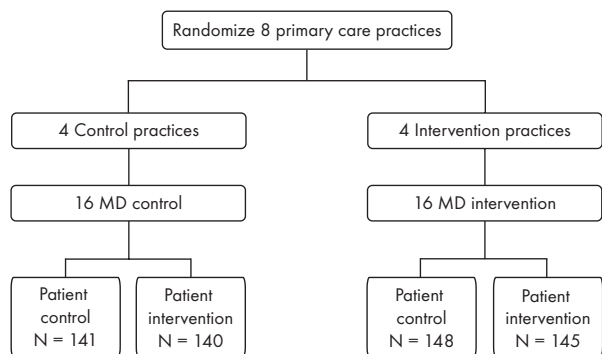 Randomize 8 primary care practices
4 Control practices
4 Intervention practices
16 MD control
16 MD intervention
Patient
control
N = 141
Patient
intervention
N = 140
Patient
control
N = 148
Patient
intervention
N = 145